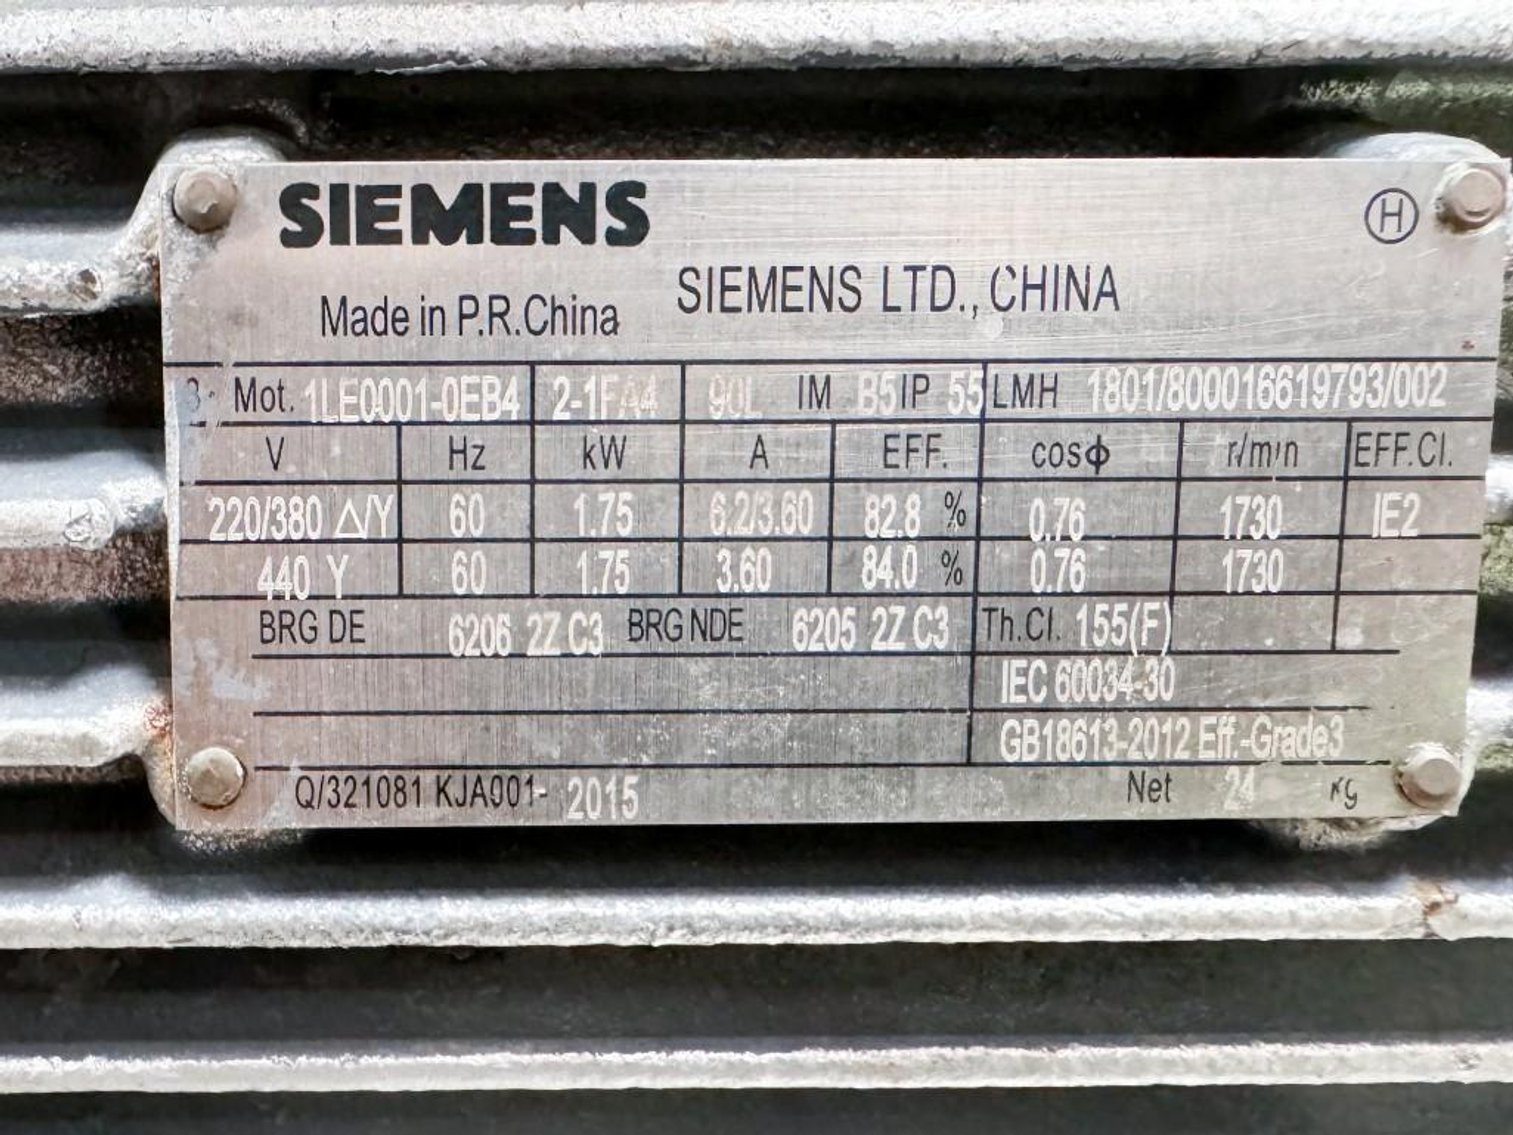 SIEMENS
Ⓗ
SIEMENS LTD., CHINA
Made in P.R.China
3~ Mot. 1LE0001-0EB4 2-1FA4 90L IM B5 IP 55 LMH 1801/800016619793/002
V Hz kW A EFF. cosϕ r/min EFF.Cl.
220/380 Δ/Y 60 1.75 6.2/3.60 82.8 % 0.76 1730 IE2
440 Y 60 1.75 3.60 84.0 % 0.76 1730
BRG DE 6206 2Z C3 BRG NDE 6205 2Z C3 Th.Cl. 155(F)
IEC 60034-30
GB18613-2012 Eff.-Grade3
Q/321081 KJA001- 2015 Net 24 kg